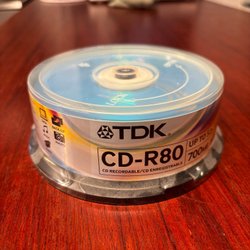 TDK
CD-R80
CD RECORDABLE/CD ENREGISTRABLE
UP TO
700MB